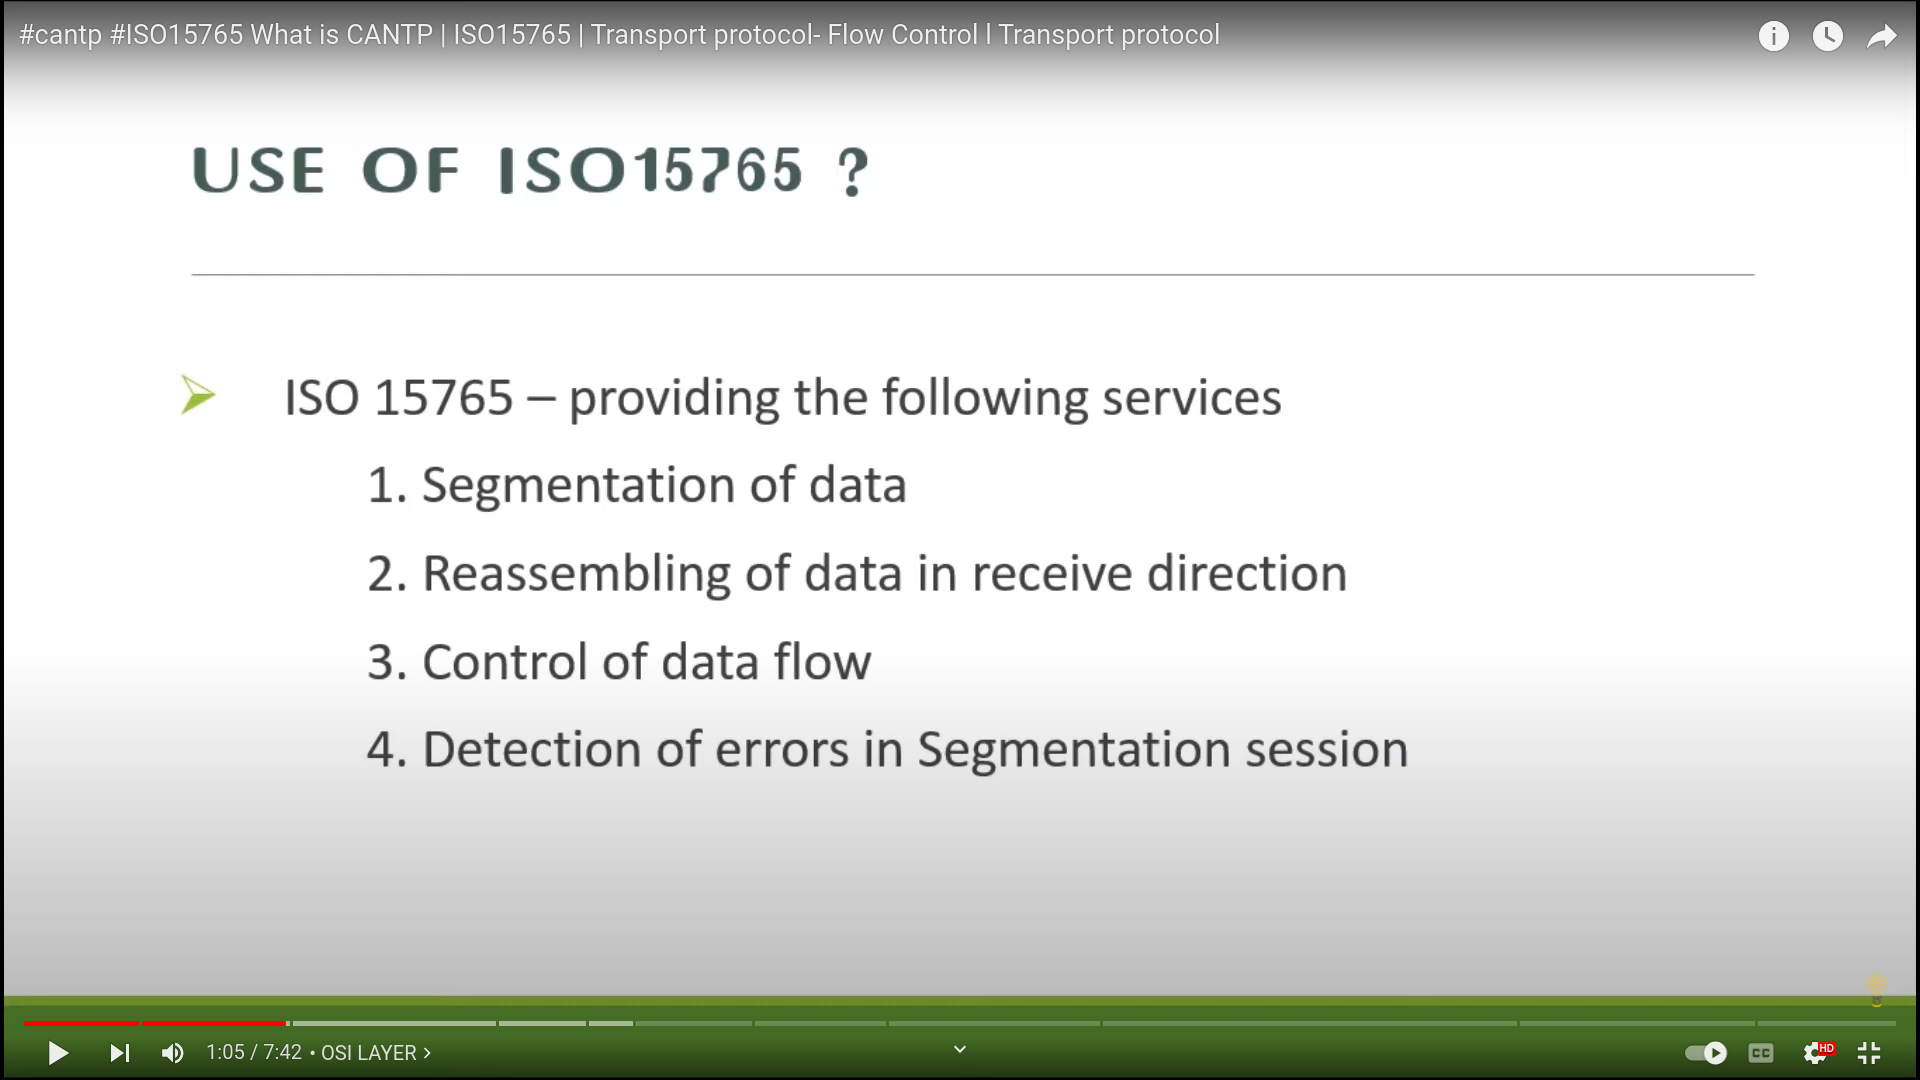 #cantp #ISO15765 What is CANTP | ISO15765 | Transport protocol- Flow Control l Transport protocol
USE OF ISO15765 ?
ISO 15765 – providing the following services
1. Segmentation of data
2. Reassembling of data in receive direction
3. Control of data flow
4. Detection of errors in Segmentation session
1:05 / 7:42 • OSI LAYER
CC
HD